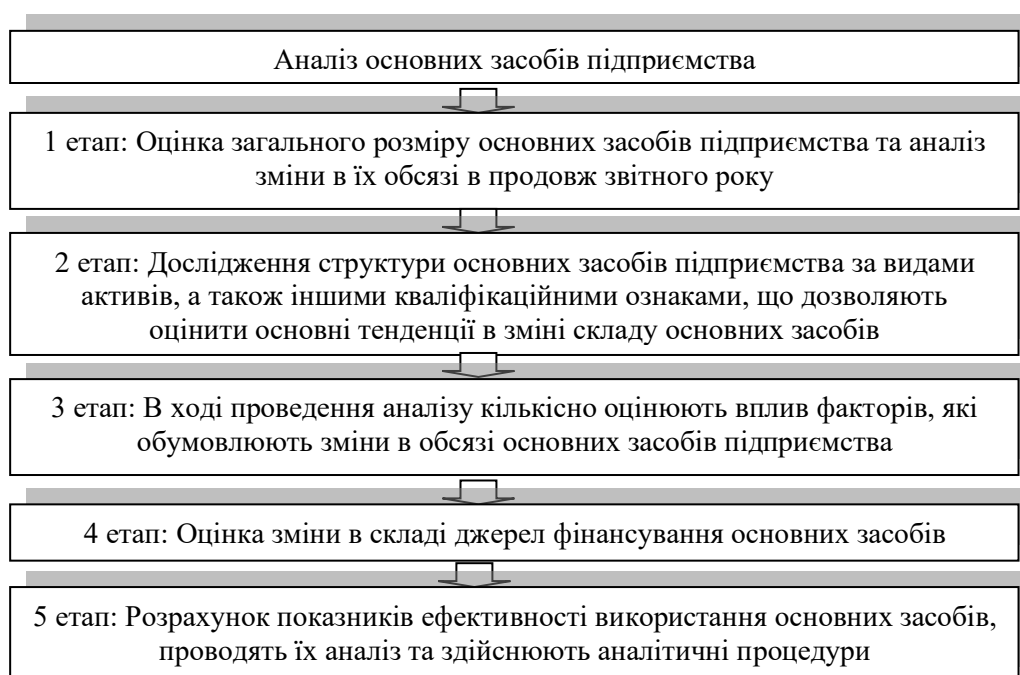 Аналіз основних засобів підприємства
1 етап: Оцінка загального розміру основних засобів підприємства та аналіз
зміни в їх обсязі в продовж звітного року
2 етап: Дослідження структури основних засобів підприємства за видами
активів, а також іншими кваліфікаційними ознаками, що дозволяють
оцінити основні тенденції в зміні складу основних засобів
3 етап: В ході проведення аналізу кількісно оцінюють вплив факторів, які
обумовлюють зміни в обсязі основних засобів підприємства
4 етап: Оцінка зміни в складі джерел фінансування основних засобів
5 етап: Розрахунок показників ефективності використання основних засобів,
проводять їх аналіз та здійснюють аналітичні процедури